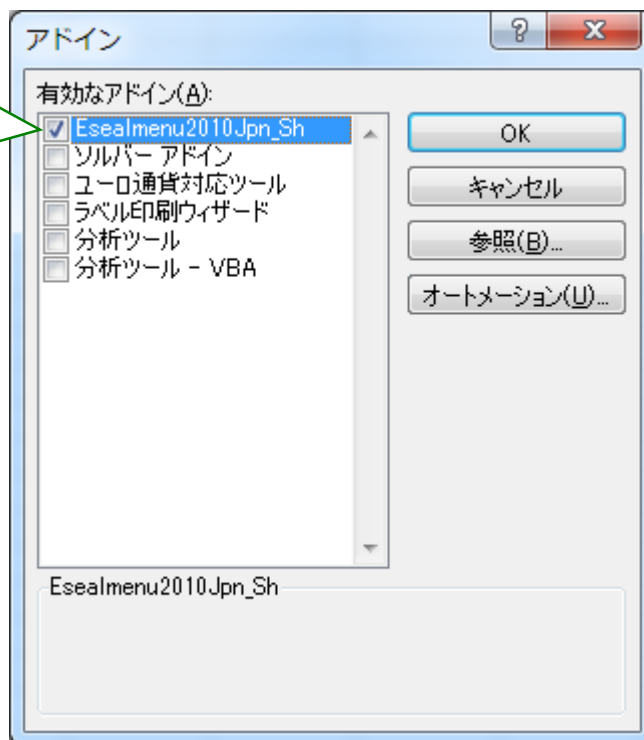 アドイン
有効なアドイン(A):
Esealmenu2010Jpn_Sh
ソルバー アドイン
ユーロ通貨対応ツール
ラベル印刷ウィザード
分析ツール
分析ツール - VBA
OK
キャンセル
参照(B)...
オートメーション(U)...
Esealmenu2010Jpn_Sh